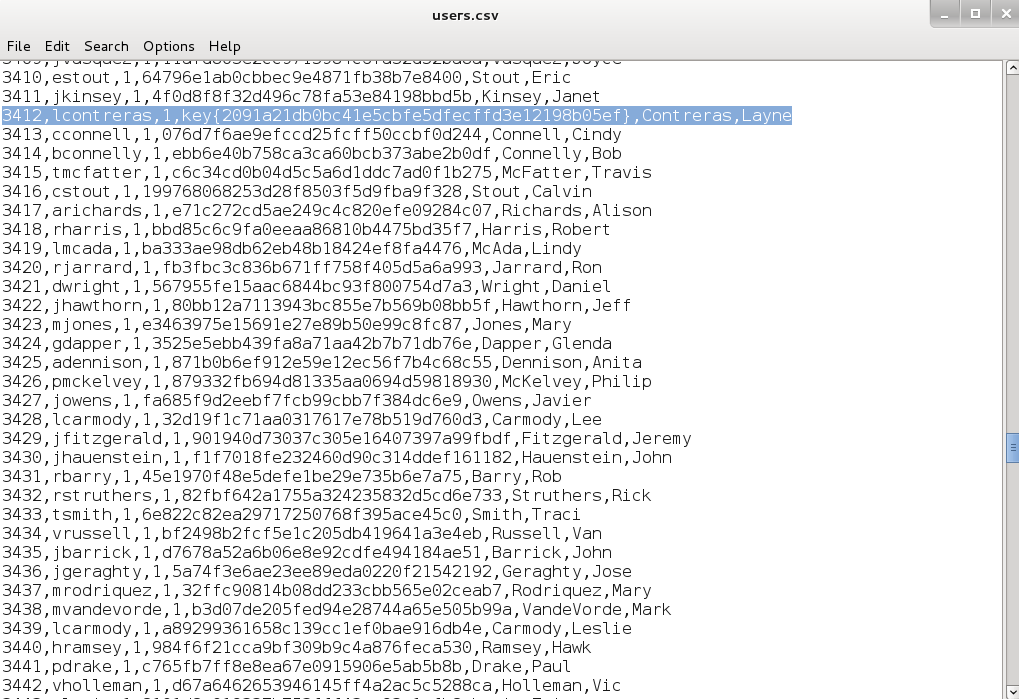 users.csv
File Edit Search Options Help
3410,estout,1,64796e1ab0cbbec9e4871fb38b7e8400,Stout,Eric
3411,jkinsey,1,4f0d8f8f32d496c78fa53e84198bbd5b,Kinsey,Janet
3412,lcontreras,1,key{2091a21db0bc41e5cbfe5dfecffd3e12198b05ef},Contreras,Layne
3413,cconnell,1,076d7f6ae9efccd25fcff50ccbf0d244,Connell,Cindy
3414,bconnelly,1,ebb6e40b758ca3ca60bcb373abe2b0df,Connelly,Bob
3415,tmcfatter,1,c6c34cd0b04d5c5a6d1ddc7ad0f1b275,McFatter,Travis
3416,cstout,1,199768068253d28f8503f5d9fba9f328,Stout,Calvin
3417,arichards,1,e71c272cd5ae249c4c820efe09284c07,Richards,Alison
3418,rharris,1,bbd85c6c9fa0eeaa86810b4475bd35f7,Harris,Robert
3419,lmcada,1,ba333ae98db62eb48b18424ef8fa4476,McAda,Lindy
3420,rjarrard,1,fb3fbc3c836b671ff758f405d5a6a993,Jarrard,Ron
3421,dwright,1,567955fe15aac6844bc93f800754d7a3,Wright,Daniel
3422,jhawthorn,1,80bb12a7113943bc855e7b569b08bb5f,Hawthorn,Jeff
3423,mjones,1,e3463975e15691e27e89b50e99c8fc87,Jones,Mary
3424,gdapper,1,3525e5ebb439fa8a71aa42b7b71db76e,Dapper,Glenda
3425,adennison,1,871b0b6ef912e59e12ec56f7b4c68c55,Dennison,Anita
3426,pmckelvey,1,879332fb694d81335aa0694d59818930,McKelvey,Philip
3427,jowens,1,fa685f9d2eebf7fcb99cbb7f384dc6e9,Owens,Javier
3428,lcarmody,1,32d19f1c71aa0317617e78b519d760d3,Carmody,Lee
3429,jfitzgerald,1,901940d73037c305e16407397a99fbdf,Fitzgerald,Jeremy
3430,jhauenstein,1,f1f7018fe232460d90c314ddef161182,Hauenstein,John
3431,rbarry,1,45e1970f48e5defe1be29e735b6e7a75,Barry,Rob
3432,rstruthers,1,82fbf642a1755a324235832d5cd6e733,Struthers,Rick
3433,tsmith,1,6e822c82ea29717250768f395ace45c0,Smith,Traci
3434,vrussell,1,bf2498b2fcf5e1c205db419641a3e4eb,Russell,Van
3435,jbarrick,1,d7678a52a6b06e8e92cdfe494184ae51,Barrick,John
3436,jgeraghty,1,5a74f3e6ae23ee89eda0220f21542192,Geraghty,Jose
3437,mrodriquez,1,32ffc90814b08dd233cbb565e02ceab7,Rodriquez,Mary
3438,mvandevorde,1,b3d07de205fed94e28744a65e505b99a,VandeVorde,Mark
3439,lcarmody,1,a89299361658c139cc1ef0bae916db4e,Carmody,Leslie
3440,hramsey,1,984f6f21cca9bf309b9c4a876feca530,Ramsey,Hawk
3441,pdrake,1,c765fb7ff8e8ea67e0915906e5ab5b8b,Drake,Paul
3442,vholleman,1,d67a6462653946145ff4a2ac5c5288ca,Holleman,Vic